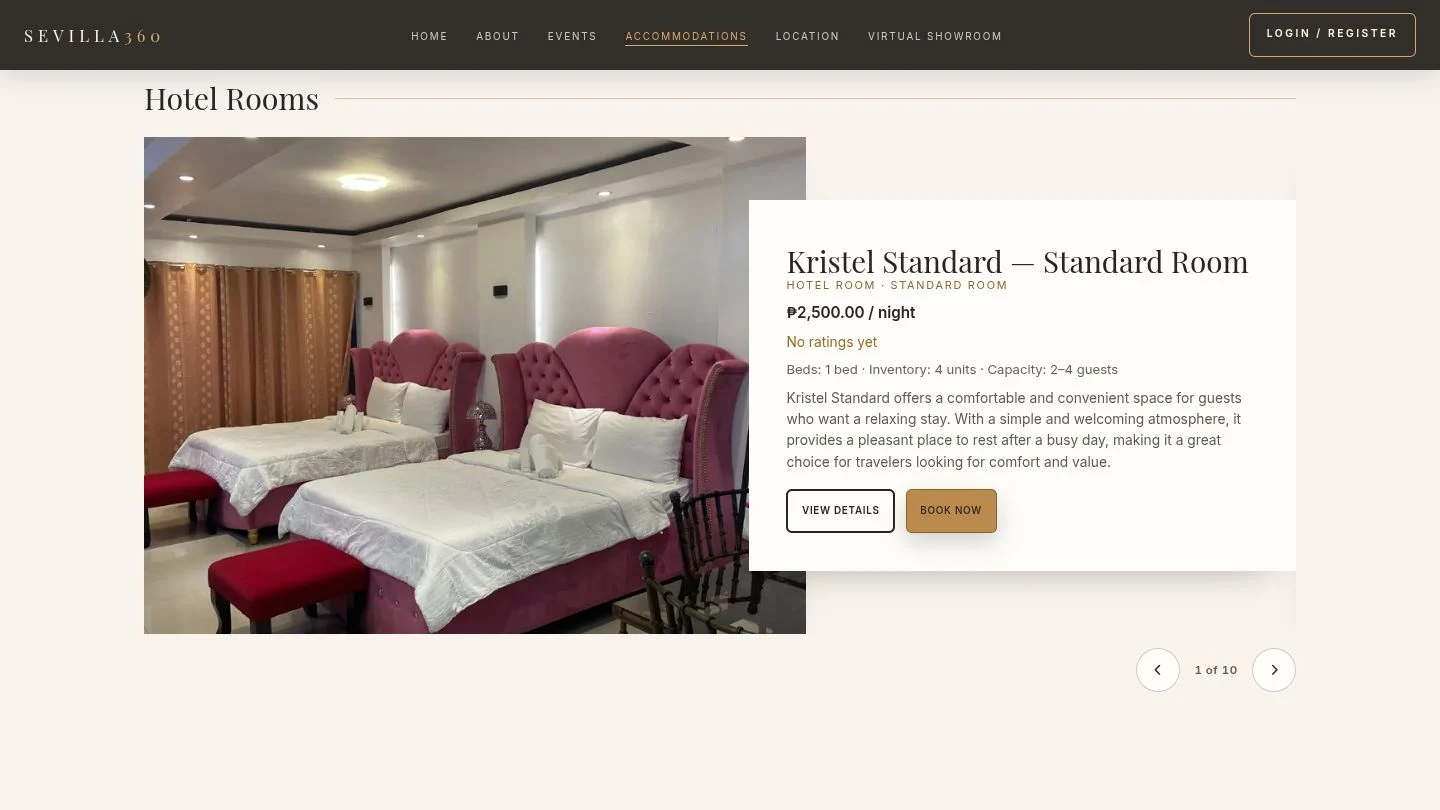 SEVILLA360
HOME
ABOUT
EVENTS
ACCOMMODATIONS
LOCATION
VIRTUAL SHOWROOM
LOGIN / REGISTER
Hotel Rooms
Kristel Standard — Standard Room
HOTEL ROOM · STANDARD ROOM
₱2,500.00 / night
No ratings yet
Beds: 1 bed · Inventory: 4 units · Capacity: 2–4 guests
Kristel Standard offers a comfortable and convenient space for guests
who want a relaxing stay. With a simple and welcoming atmosphere, it
provides a pleasant place to rest after a busy day, making it a great
choice for travelers looking for comfort and value.
VIEW DETAILS
BOOK NOW
1 of 10